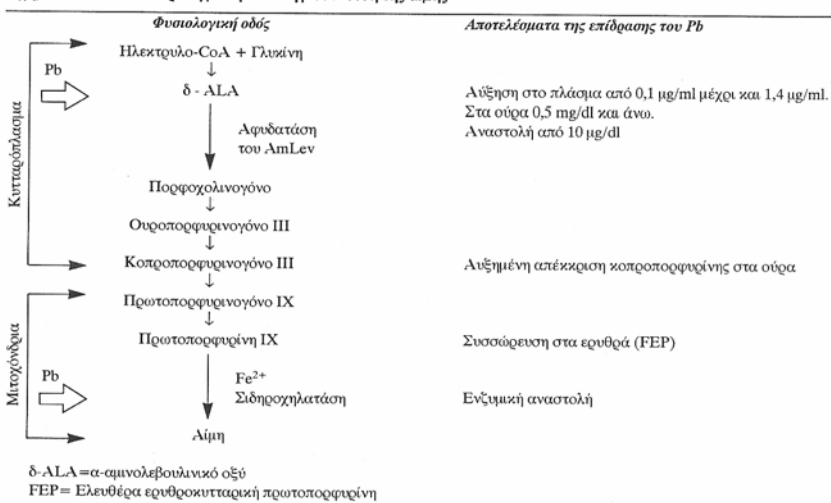 Φυσιολογική οδός Αποτελέσματα της επίδρασης του Pb
Ηλεκτρυλο-CoA + Γλυκίνη
Pb
δ - ALA Αύξηση στο πλάσμα από 0,1 μg/ml μέχρι και 1,4 μg/ml.
Στα ούρα 0,5 mg/dl και άνω.
Αφυδατάση Αναστολή από 10 μg/dl
του AmLev
Κυτταρόπλασμα
Πορφοχολινογόνο
Ουροπορφυρινογόνο III
Κοπροπορφυρινογόνο III Αυξημένη απέκκριση κοπροπορφυρίνης στα ούρα
Πρωτοπορφυρινογόνο IX
Πρωτοπορφυρίνη IX Συσσώρευση στα ερυθρά (FEP)
Μιτοχόνδρια
Pb
Fe²⁺
Σιδηροχηλατάση Ενζυμική αναστολή
Αίμη
δ-ALA=α-αμινολεβουλινικό οξύ
FEP= Ελευθέρα ερυθροκυτταρική πρωτοπορφυρίνη